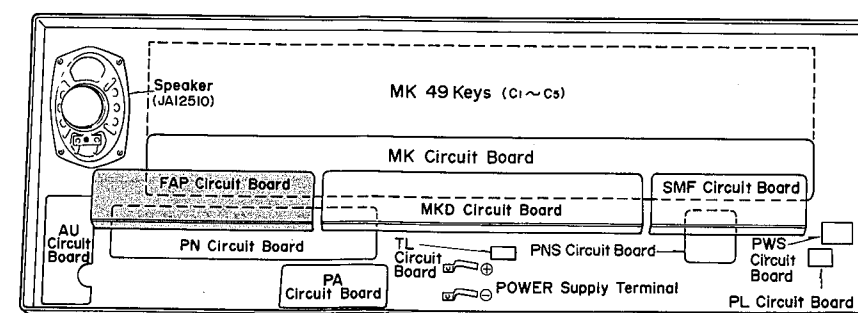 Speaker
(JA12510)
MK 49 Keys (C1～C5)
MK Circuit Board
FAP Circuit Board
SMF Circuit Board
MKD Circuit Board
AU
Circuit
Board
PN Circuit Board
TL
Circuit
Board
PNS Circuit Board
PWS
Circuit
Board
PA
Circuit Board
⊕
⊖
POWER Supply Terminal
PL Circuit Board